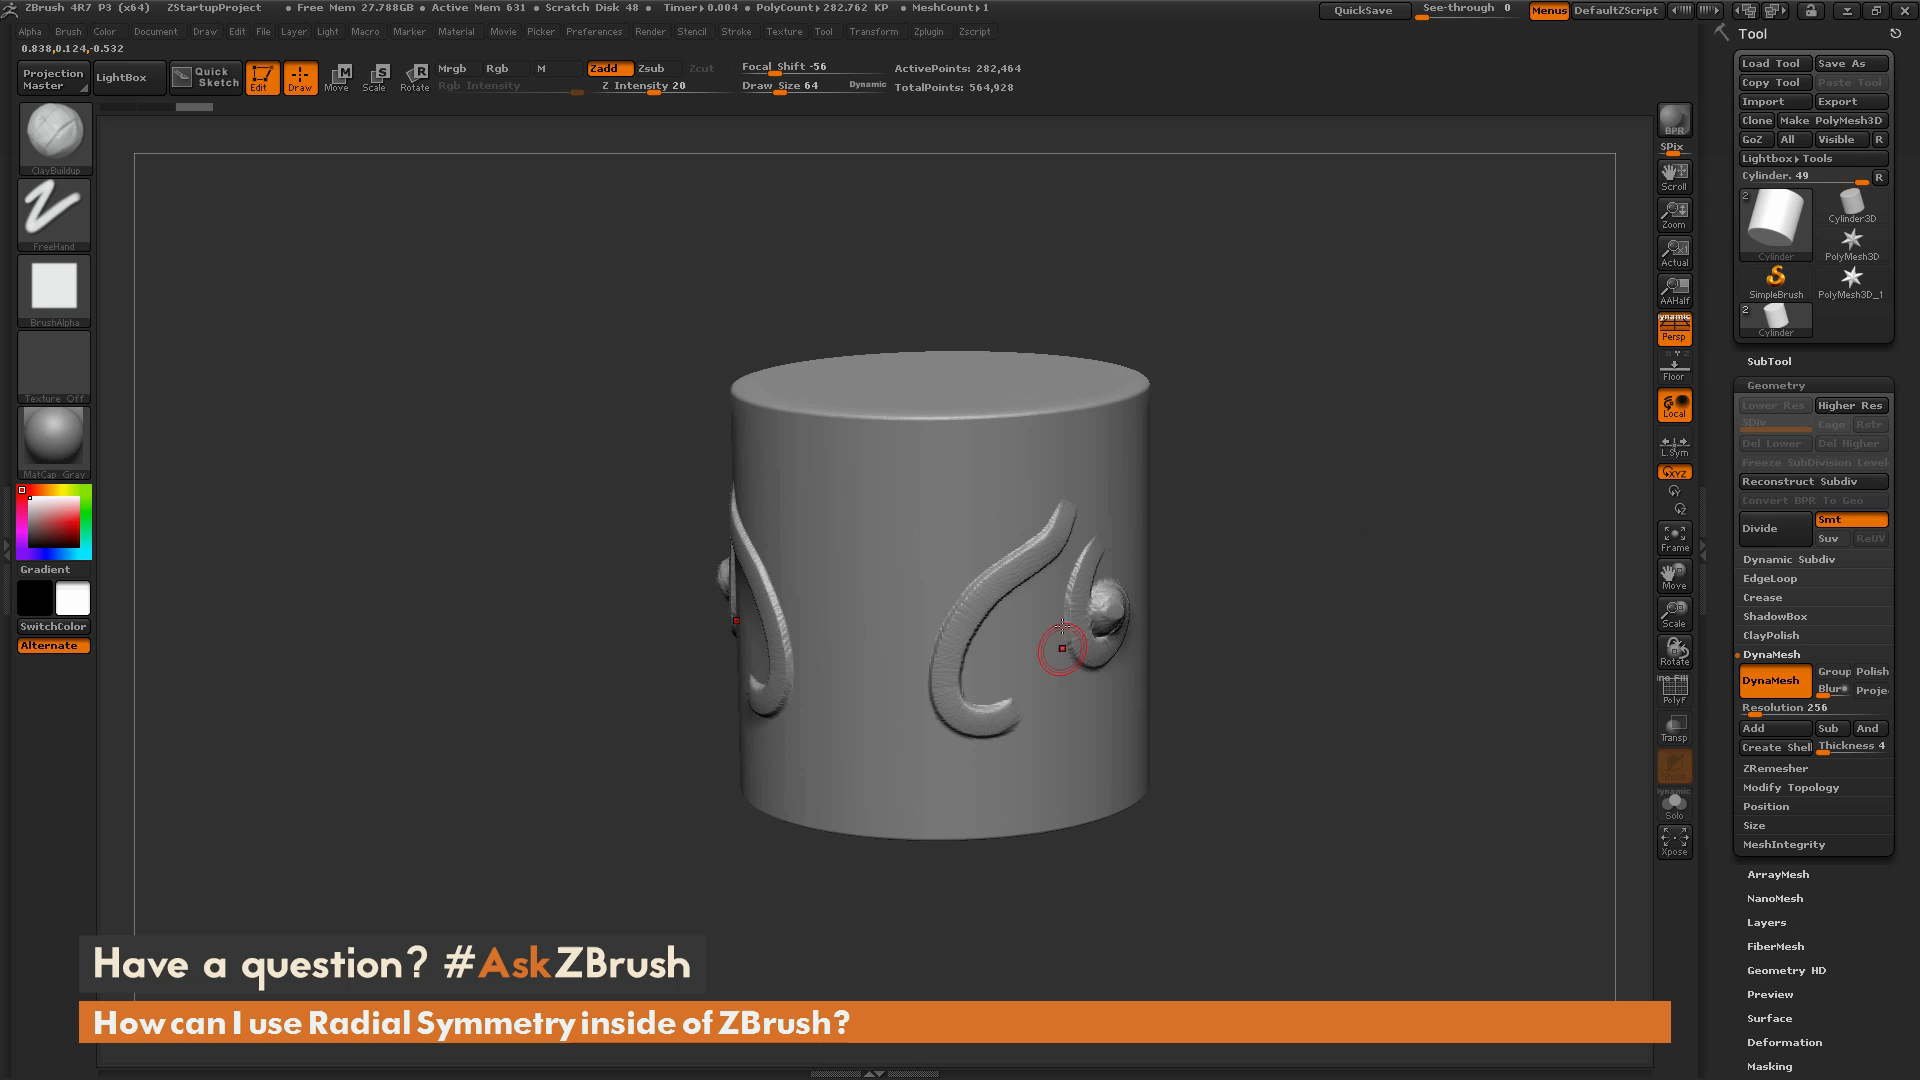 ZBrush 4R7 P3 (x64) ZStartupProject • Free Mem 27.788GB • Active Mem 631 • Scratch Disk 48 • Timer▸0.004 • PolyCount▸282.762 KP • MeshCount▸1
QuickSave See-through 0 Menus DefaultZScript
Alpha Brush Color Document Draw Edit File Layer Light Macro Marker Material Movie Picker Preferences Render Stencil Stroke Texture Tool Transform Zplugin Zscript
0.838,0.124,-0.532
Projection Master
LightBox
Quick Sketch
Edit
Draw
Move
Scale
Rotate
Mrgb Rgb M
Rgb Intensity
Zadd Zsub Zcut
Z Intensity 20
Focal Shift -56
Draw Size 64 Dynamic
ActivePoints: 282,464
TotalPoints: 564,928
ClayBuildup
FreeHand
BrushAlpha
Texture Off
MatCap Gray
Gradient
SwitchColor
Alternate
BPR
SPix
Scroll
Zoom
Actual
AAHalf
Persp
Floor
Local
L.Sym
XYZ
Frame
Move
Scale
Rotate
PolyF
Transp
Ghost
Dynamic
Solo
Xpose
Tool
Load Tool Save As
Copy Tool Paste Tool
Import Export
Clone Make PolyMesh3D
GoZ All Visible R
Lightbox▸Tools
Cylinder. 49 R
2
Cylinder
Cylinder3D
PolyMesh3D
SimpleBrush
PolyMesh3D_1
2
Cylinder
SubTool
Geometry
Lower Res Higher Res
SDiv Cage Rstr
Del Lower Del Higher
Freeze SubDivision Level
Reconstruct Subdiv
Convert BPR To Geo
Divide Smt
Suv ReUV
Dynamic Subdiv
EdgeLoop
Crease
ShadowBox
ClayPolish
DynaMesh
DynaMesh Group Polish
Blur Proje
Resolution 256
Add Sub And
Create Shell Thickness 4
ZRemesher
Modify Topology
Position
Size
MeshIntegrity
ArrayMesh
NanoMesh
Layers
FiberMesh
Geometry HD
Preview
Surface
Deformation
Masking
Have a question? #AskZBrush
How can I use Radial Symmetry inside of ZBrush?